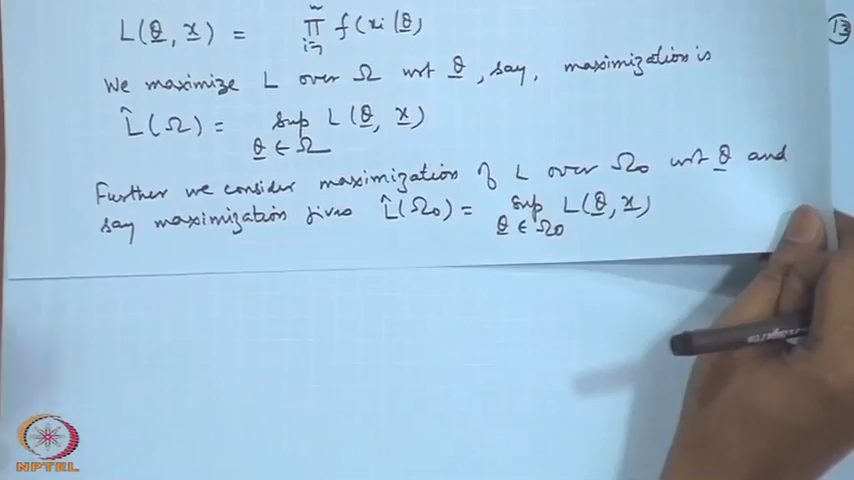 L(θ, x) = n ∏ i=1 f(xi|θ)
We maximize L over Ω wrt θ, say, maximization is
L̂(Ω) = sup L(θ, x)
θ ∈ Ω
Further we consider maximization of L over Ω0 wrt θ and
say maximization gives L̂(Ω0) = sup L(θ, x)
θ ∈ Ω0
13
NPTEL